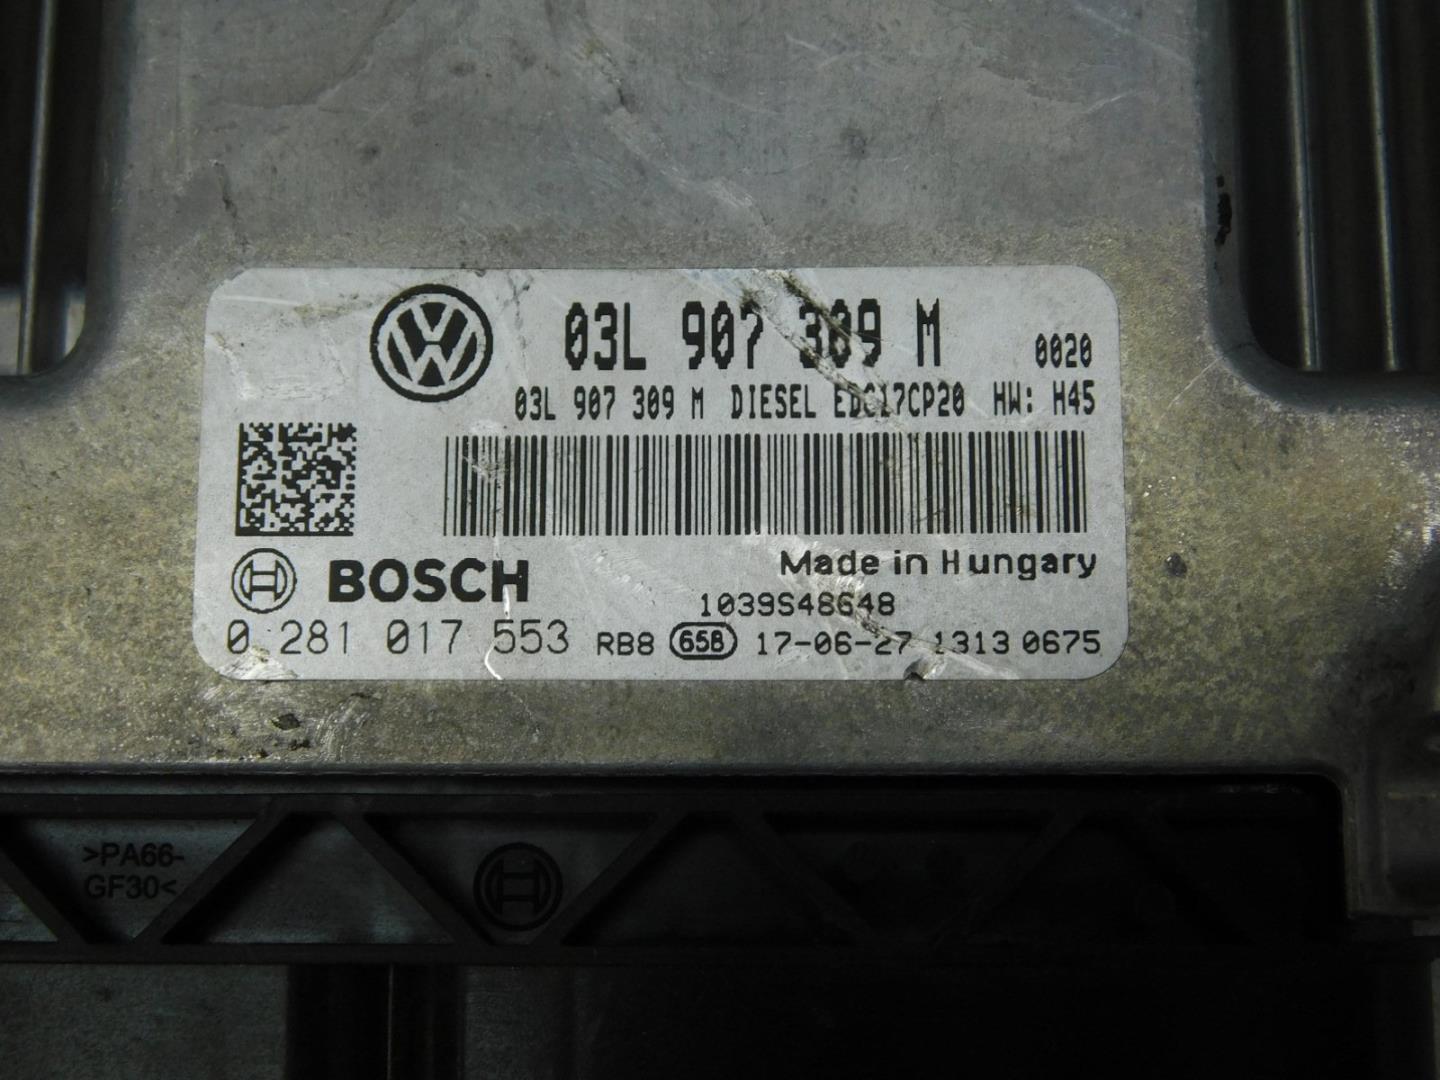 03L 907 309 M 0020
03L 907 309 M DIESEL EDC17CP20 HW: H45
Made in Hungary
BOSCH
1039S48648
0 281 017 553 RB8 658 17-06-27 1313 0675
>PA66-
GF30<